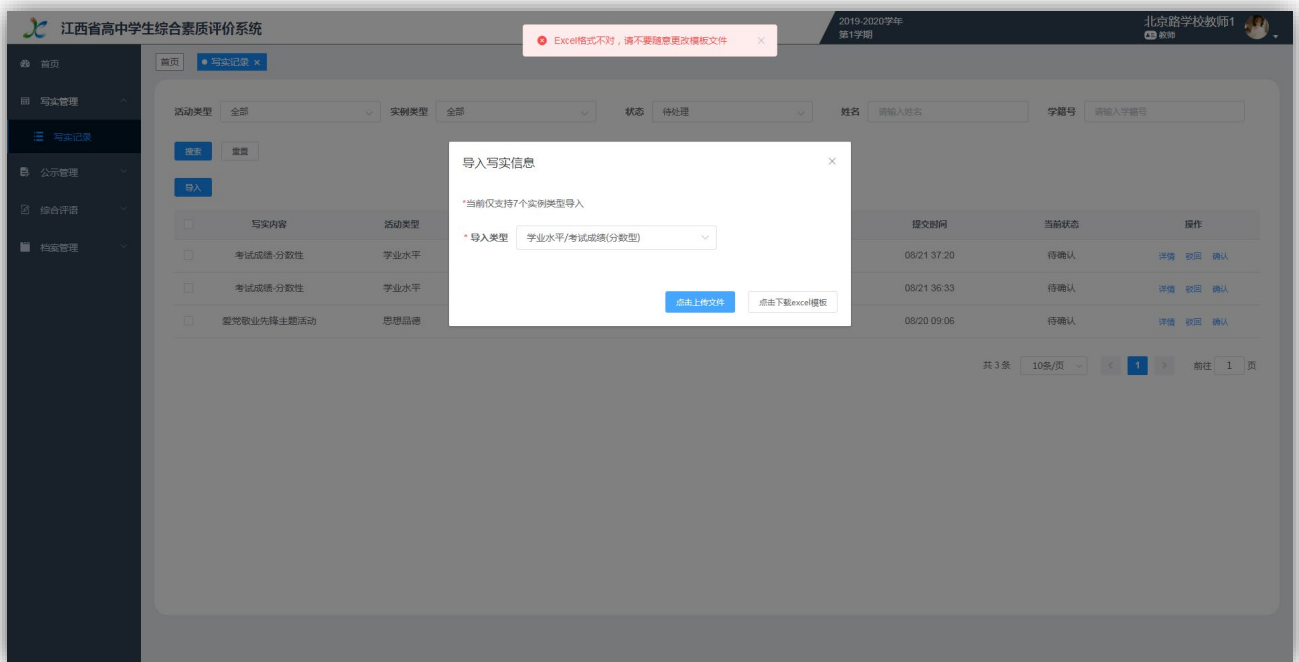 江西省高中学生综合素质评价系统
Excel格式不对，请不要随意更改模板文件
2019-2020学年
第1学期
北京路学校教师1
教师
首页
首页 写实记录
写实管理
写实记录
公示管理
综合评语
档案管理
活动类型 全部 实例类型 全部 状态 待处理 姓名 请输入姓名 学籍号 请输入学籍号
搜索 重置
导入
导入写实信息
*当前仅支持7个实例类型导入
* 导入类型 学业水平/考试成绩(分数型)
点击上传文件 点击下载excel模板
写实内容 活动类型 提交时间 当前状态 操作
考试成绩-分数性 学业水平 08/21 37:20 待确认 详情 驳回 确认
考试成绩-分数性 学业水平 08/21 36:33 待确认 详情 驳回 确认
爱党敬业先锋主题活动 思想品德 08/20 09:06 待确认 详情 驳回 确认
共 3 条 10条/页 1 前往 1 页